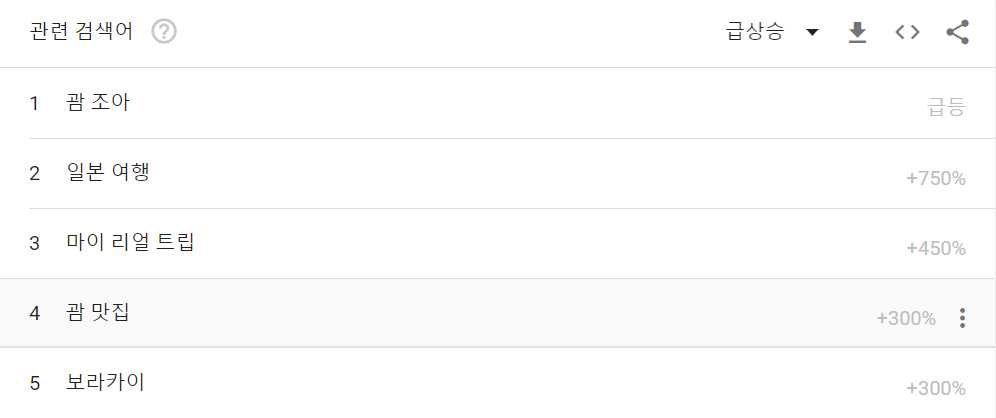 관련 검색어 ?
급상승
1 괌 조아 급등
2 일본 여행 +750%
3 마이 리얼 트립 +450%
4 괌 맛집 +300%
5 보라카이 +300%